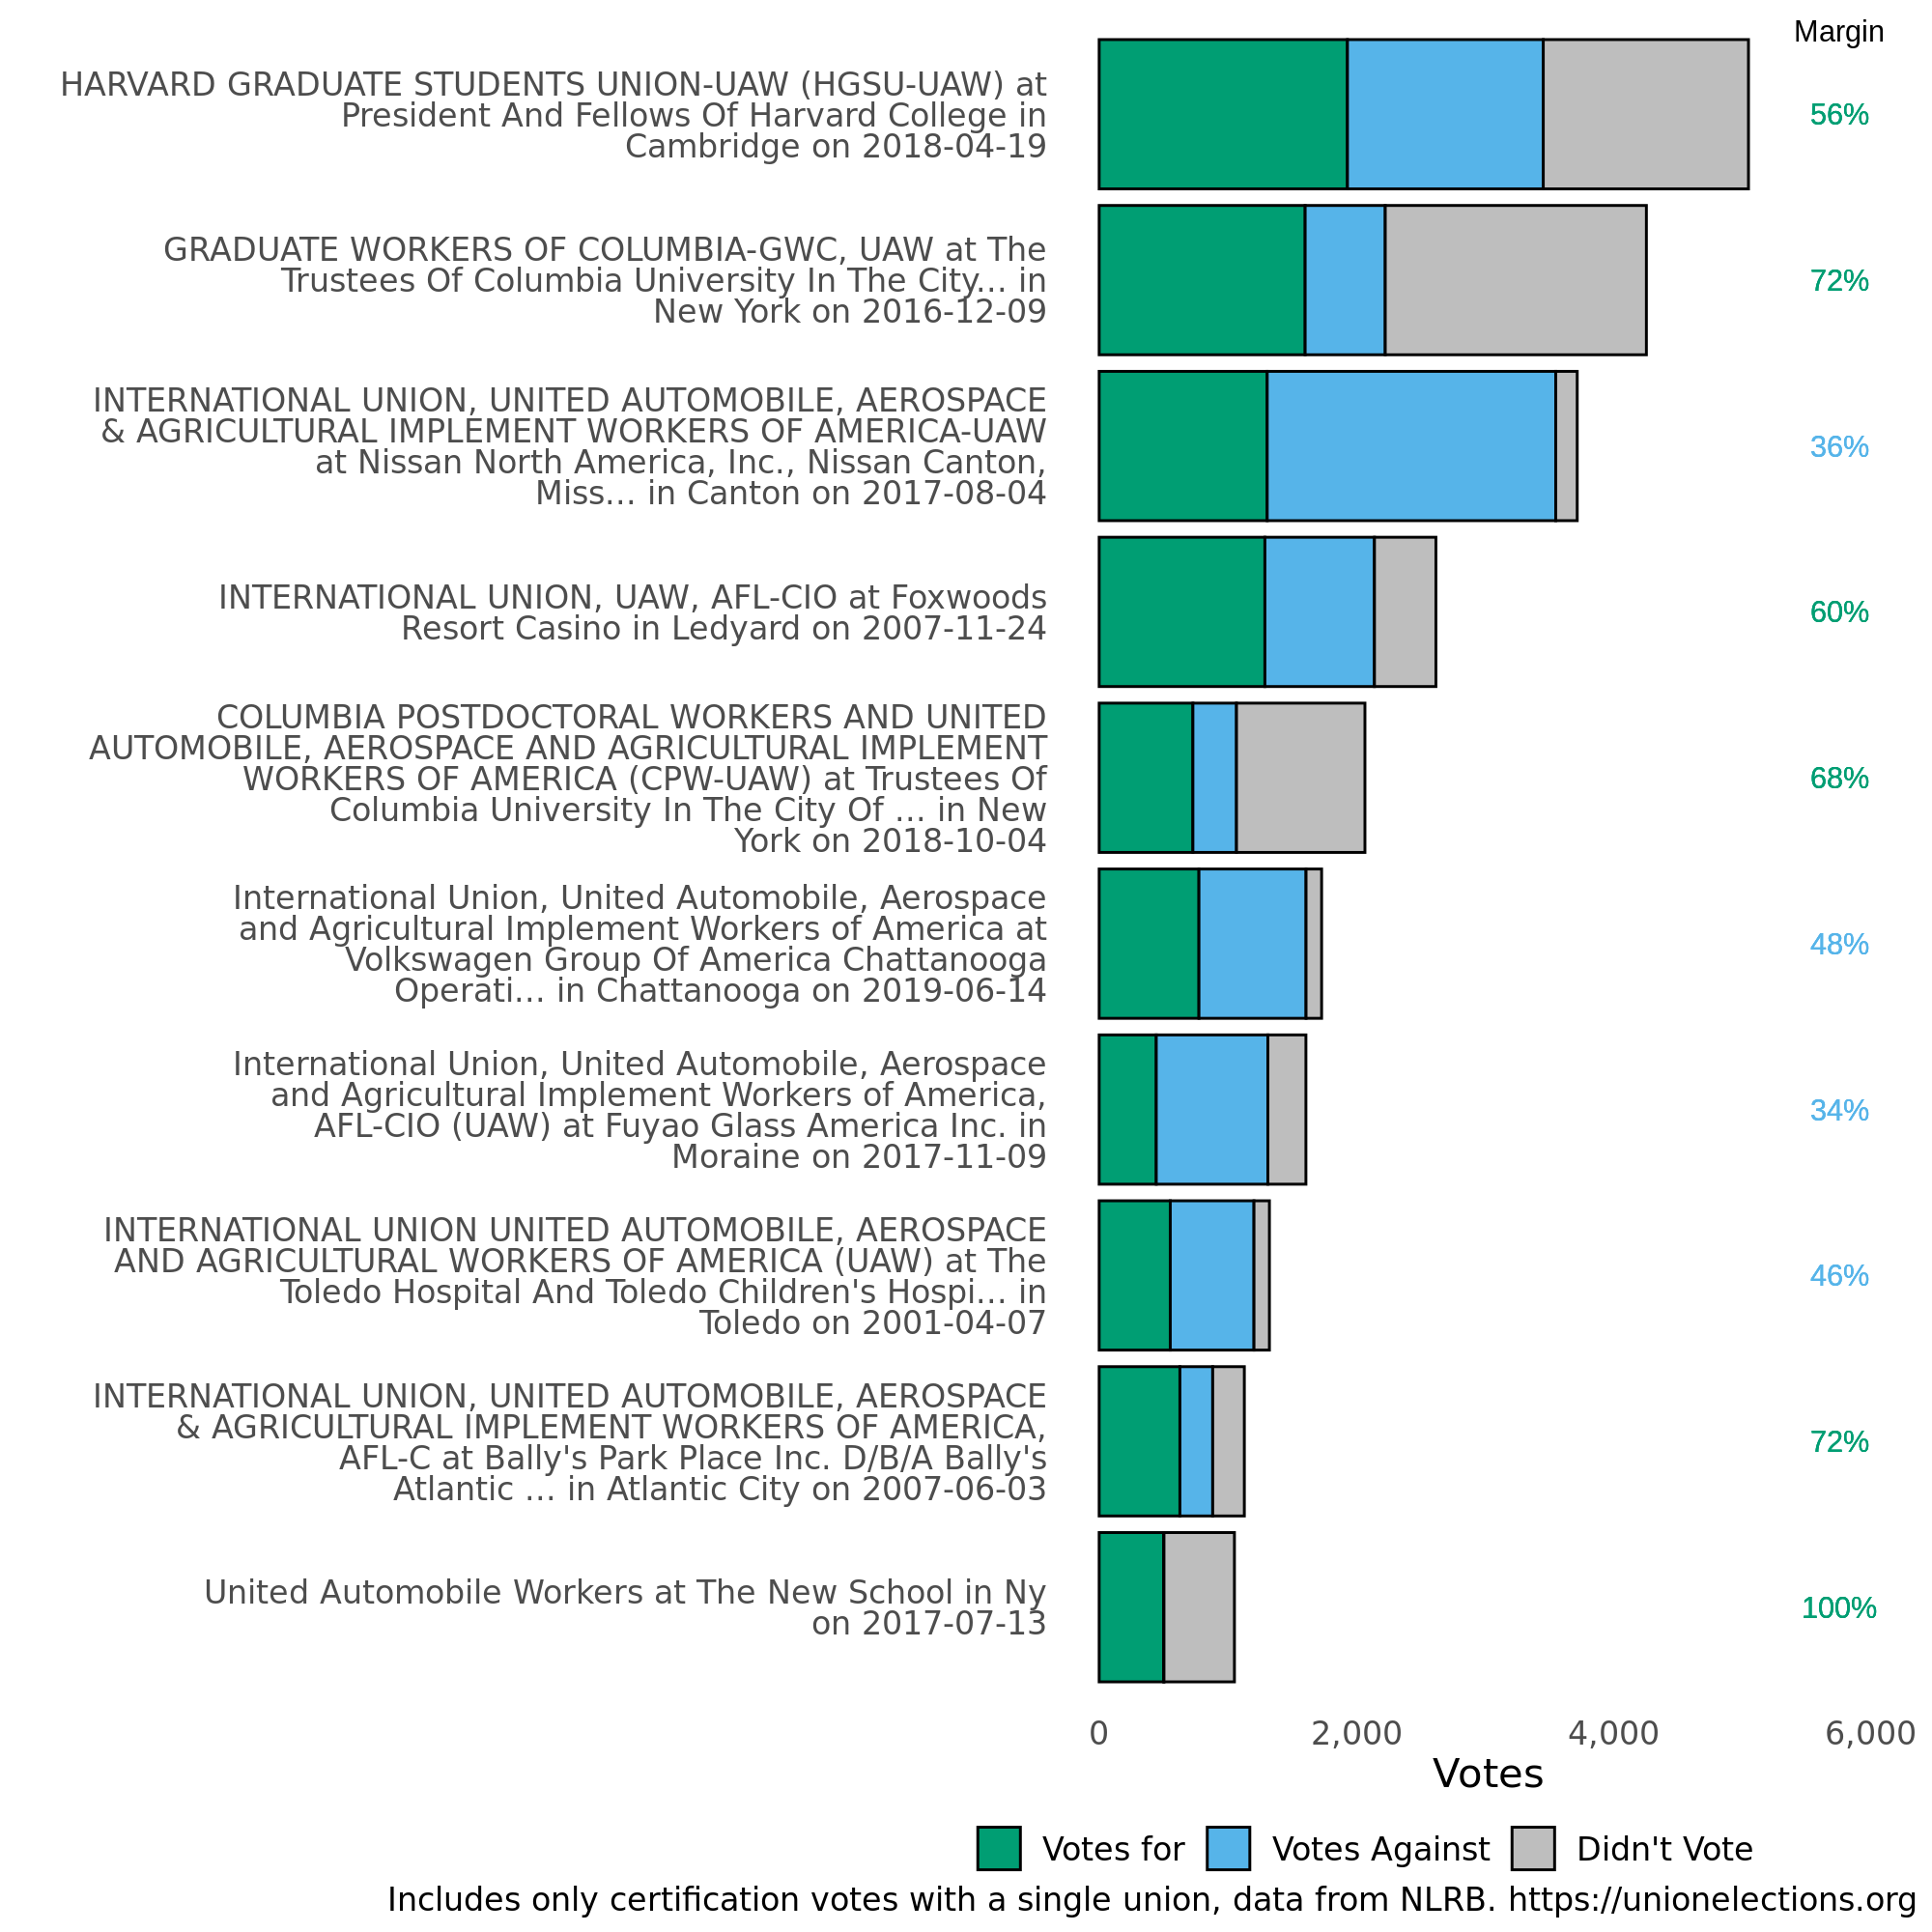 Margin
HARVARD GRADUATE STUDENTS UNION-UAW (HGSU-UAW) at
President And Fellows Of Harvard College in
Cambridge on 2018-04-19
56%
GRADUATE WORKERS OF COLUMBIA-GWC, UAW at The
Trustees Of Columbia University In The City... in
New York on 2016-12-09
72%
INTERNATIONAL UNION, UNITED AUTOMOBILE, AEROSPACE
& AGRICULTURAL IMPLEMENT WORKERS OF AMERICA-UAW
at Nissan North America, Inc., Nissan Canton,
Miss... in Canton on 2017-08-04
36%
INTERNATIONAL UNION, UAW, AFL-CIO at Foxwoods
Resort Casino in Ledyard on 2007-11-24
60%
COLUMBIA POSTDOCTORAL WORKERS AND UNITED
AUTOMOBILE, AEROSPACE AND AGRICULTURAL IMPLEMENT
WORKERS OF AMERICA (CPW-UAW) at Trustees Of
Columbia University In The City Of ... in New
York on 2018-10-04
68%
International Union, United Automobile, Aerospace
and Agricultural Implement Workers of America at
Volkswagen Group Of America Chattanooga
Operati... in Chattanooga on 2019-06-14
48%
International Union, United Automobile, Aerospace
and Agricultural Implement Workers of America,
AFL-CIO (UAW) at Fuyao Glass America Inc. in
Moraine on 2017-11-09
34%
INTERNATIONAL UNION UNITED AUTOMOBILE, AEROSPACE
AND AGRICULTURAL WORKERS OF AMERICA (UAW) at The
Toledo Hospital And Toledo Children's Hospi... in
Toledo on 2001-04-07
46%
INTERNATIONAL UNION, UNITED AUTOMOBILE, AEROSPACE
& AGRICULTURAL IMPLEMENT WORKERS OF AMERICA,
AFL-C at Bally's Park Place Inc. D/B/A Bally's
Atlantic ... in Atlantic City on 2007-06-03
72%
United Automobile Workers at The New School in Ny
on 2017-07-13
100%
0 2,000 4,000 6,000
Votes
Votes for Votes Against Didn't Vote
Includes only certification votes with a single union, data from NLRB. https://unionelections.org